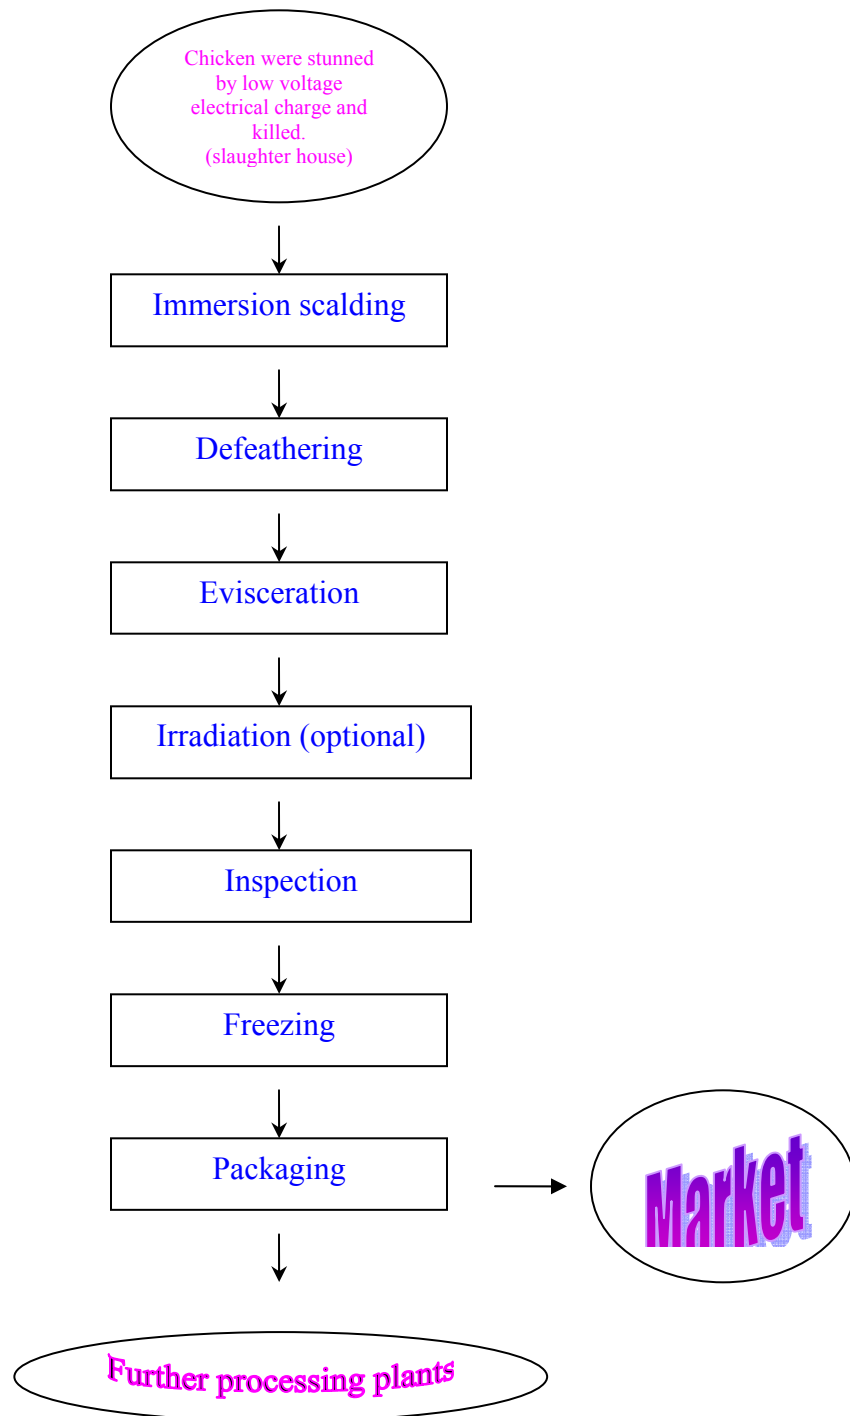 Chicken were stunned
by low voltage
electrical charge and
killed.
(slaughter house)
Immersion scalding
Defeathering
Evisceration
Irradiation (optional)
Inspection
Freezing
Packaging
Market
Further processing plants